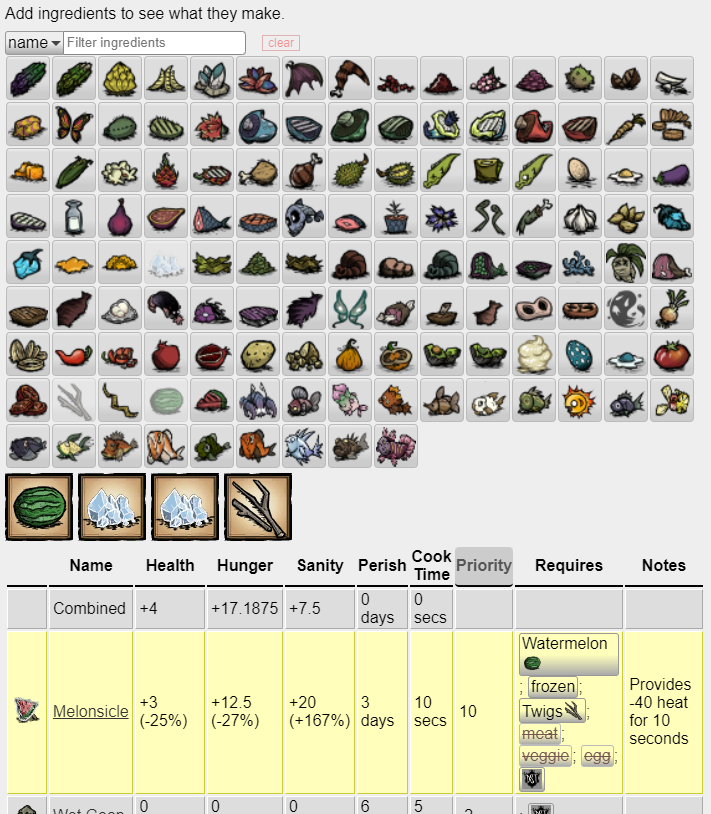 Add ingredients to see what they make.
name Filter ingredients clear
Name Health Hunger Sanity Perish Cook Time Priority Requires Notes
Combined +4 +17.1875 +7.5 0 days 0 secs
Melonsicle +3 (-25%) +12.5 (-27%) +20 (+167%) 3 days 10 secs 10 Watermelon ; frozen; Twigs; meat; veggie; egg; Provides -40 heat for 10 seconds
0 0 0 6 5